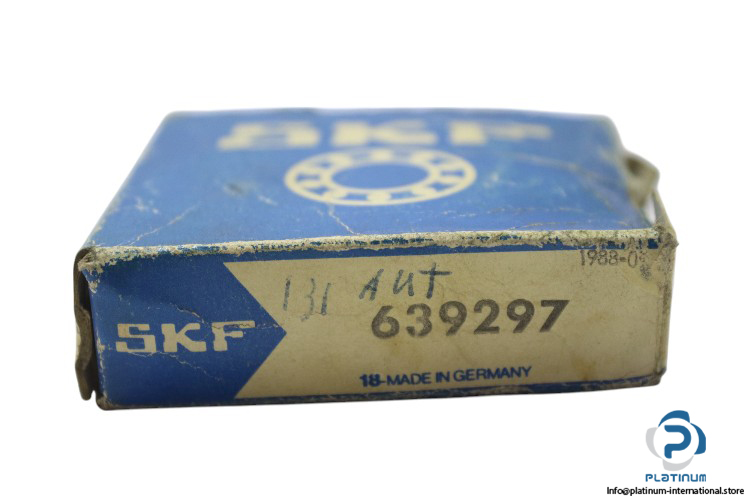 SKF
1988-0
131 AUT
639297
SKF
18-MADE IN GERMANY
PLATINUM
Info@platinum-international.store